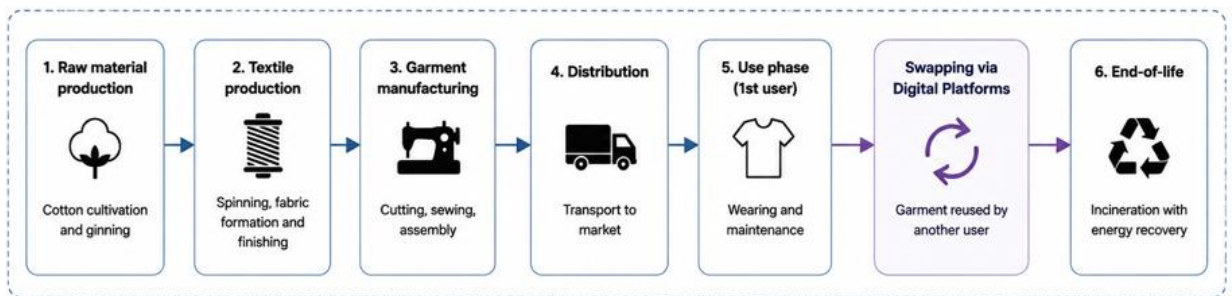 1. Raw material
production
Cotton cultivation
and ginning
2. Textile
production
Spinning, fabric
formation and
finishing
3. Garment
manufacturing
Cutting, sewing,
assembly
4. Distribution
Transport to
market
5. Use phase
(1st user)
Wearing and
maintenance
Swapping via
Digital Platforms
Garment reused by
another user
6. End-of-life
Incineration with
energy recovery